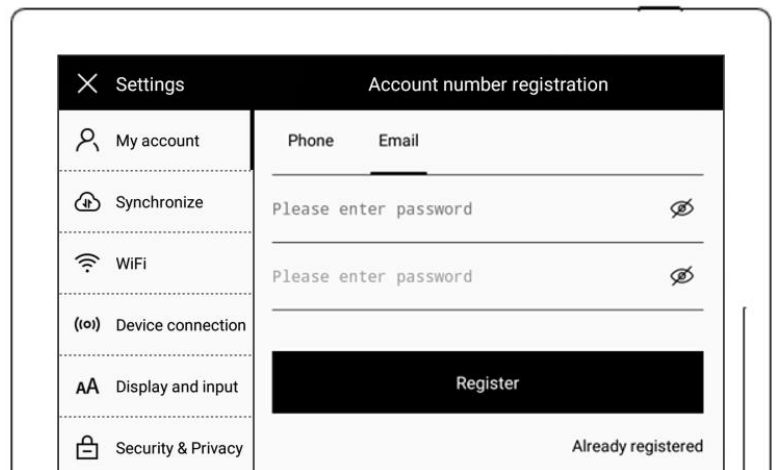 Settings
Account number registration
My account
Phone
Email
Synchronize
Please enter password
WiFi
Please enter password
Device connection
AA Display and input
Register
Security & Privacy
Already registered